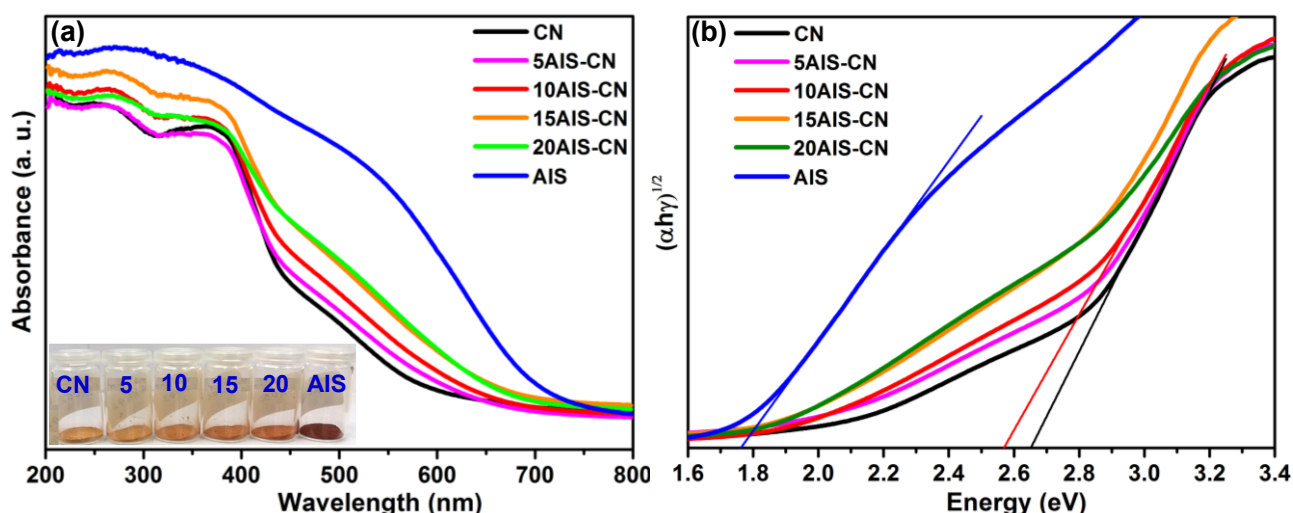 (a)
CN
5AIS-CN
10AIS-CN
15AIS-CN
20AIS-CN
AIS
Absorbance (a. u.)
CN 5 10 15 20 AIS
200 300 400 500 600 700 800
Wavelength (nm)
(b)
CN
5AIS-CN
10AIS-CN
15AIS-CN
20AIS-CN
AIS
(αhγ)1/2
1.6 1.8 2.0 2.2 2.4 2.6 2.8 3.0 3.2 3.4
Energy (eV)